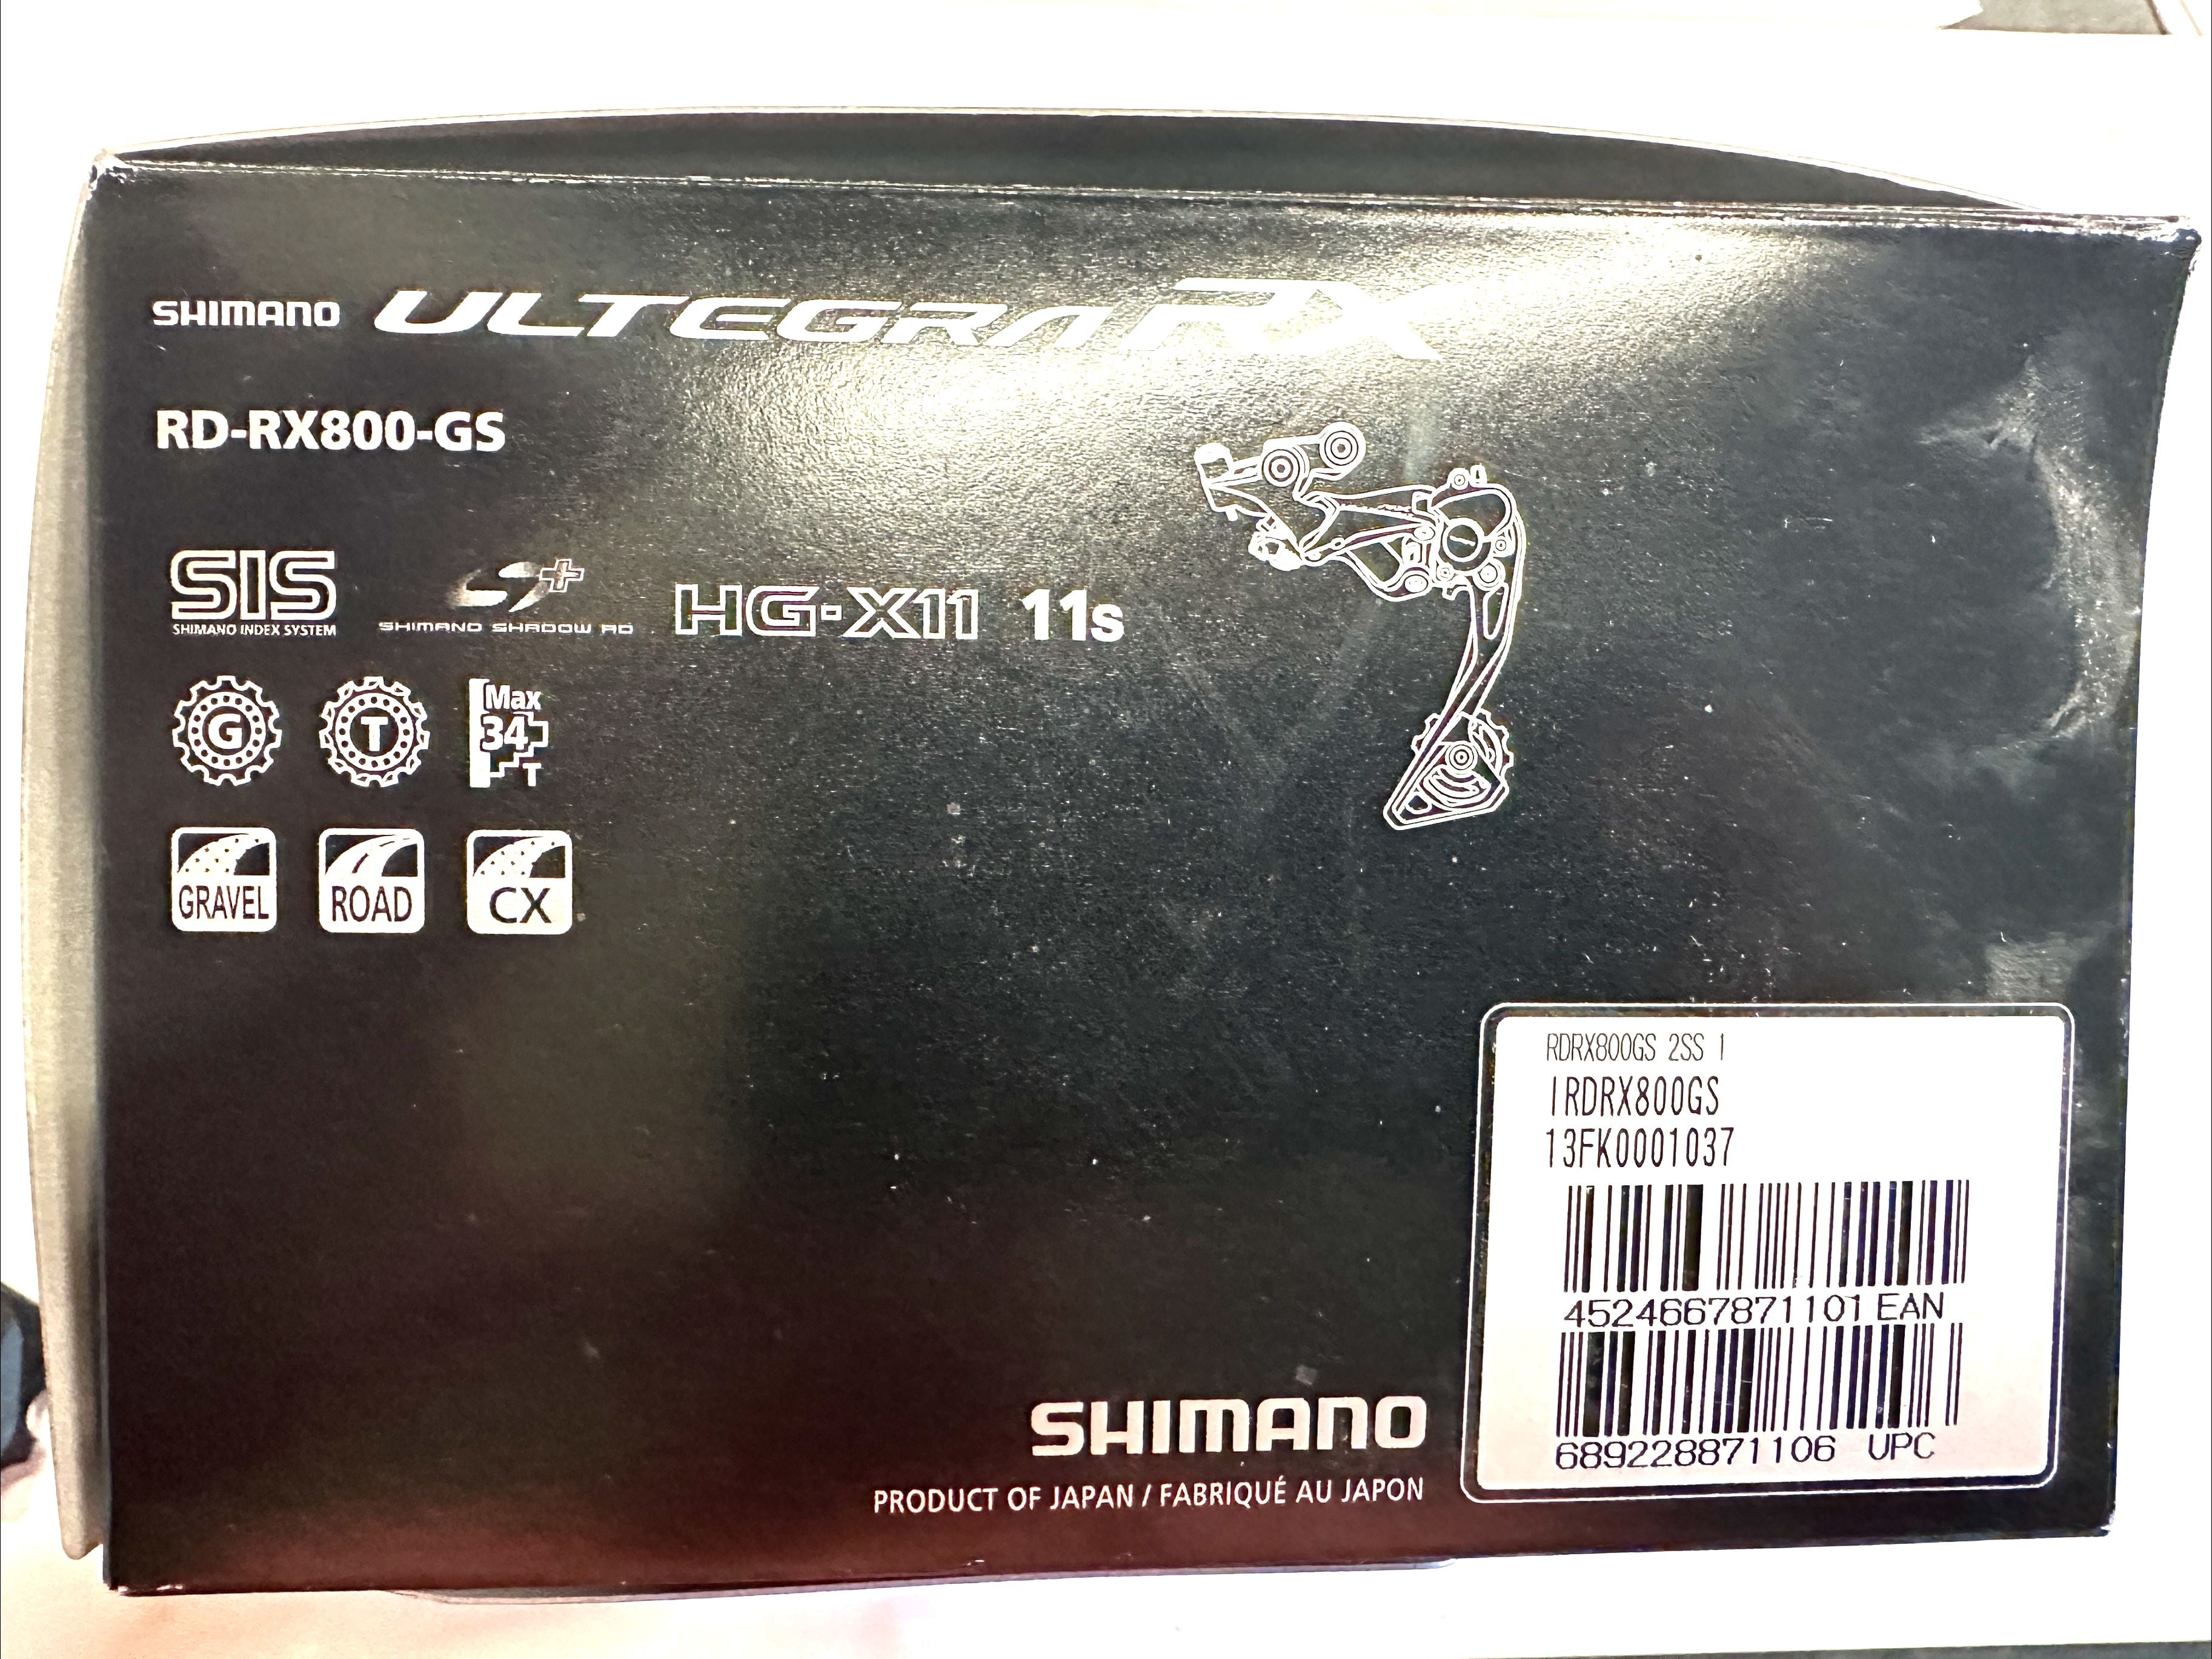 SHIMANO ULTEGRA RX
RD-RX800-GS
SIS
SHIMANO INDEX SYSTEM
S+
SHIMANO SHADOW RD
HG-X11 11s
G
T
Max
34
T
GRAVEL
ROAD
CX
RDRX800GS 2SS 1
IRDRX800GS
13FK0001037
4524667871101 EAN
689228871106 UPC
SHIMANO
PRODUCT OF JAPAN / FABRIQUÉ AU JAPON